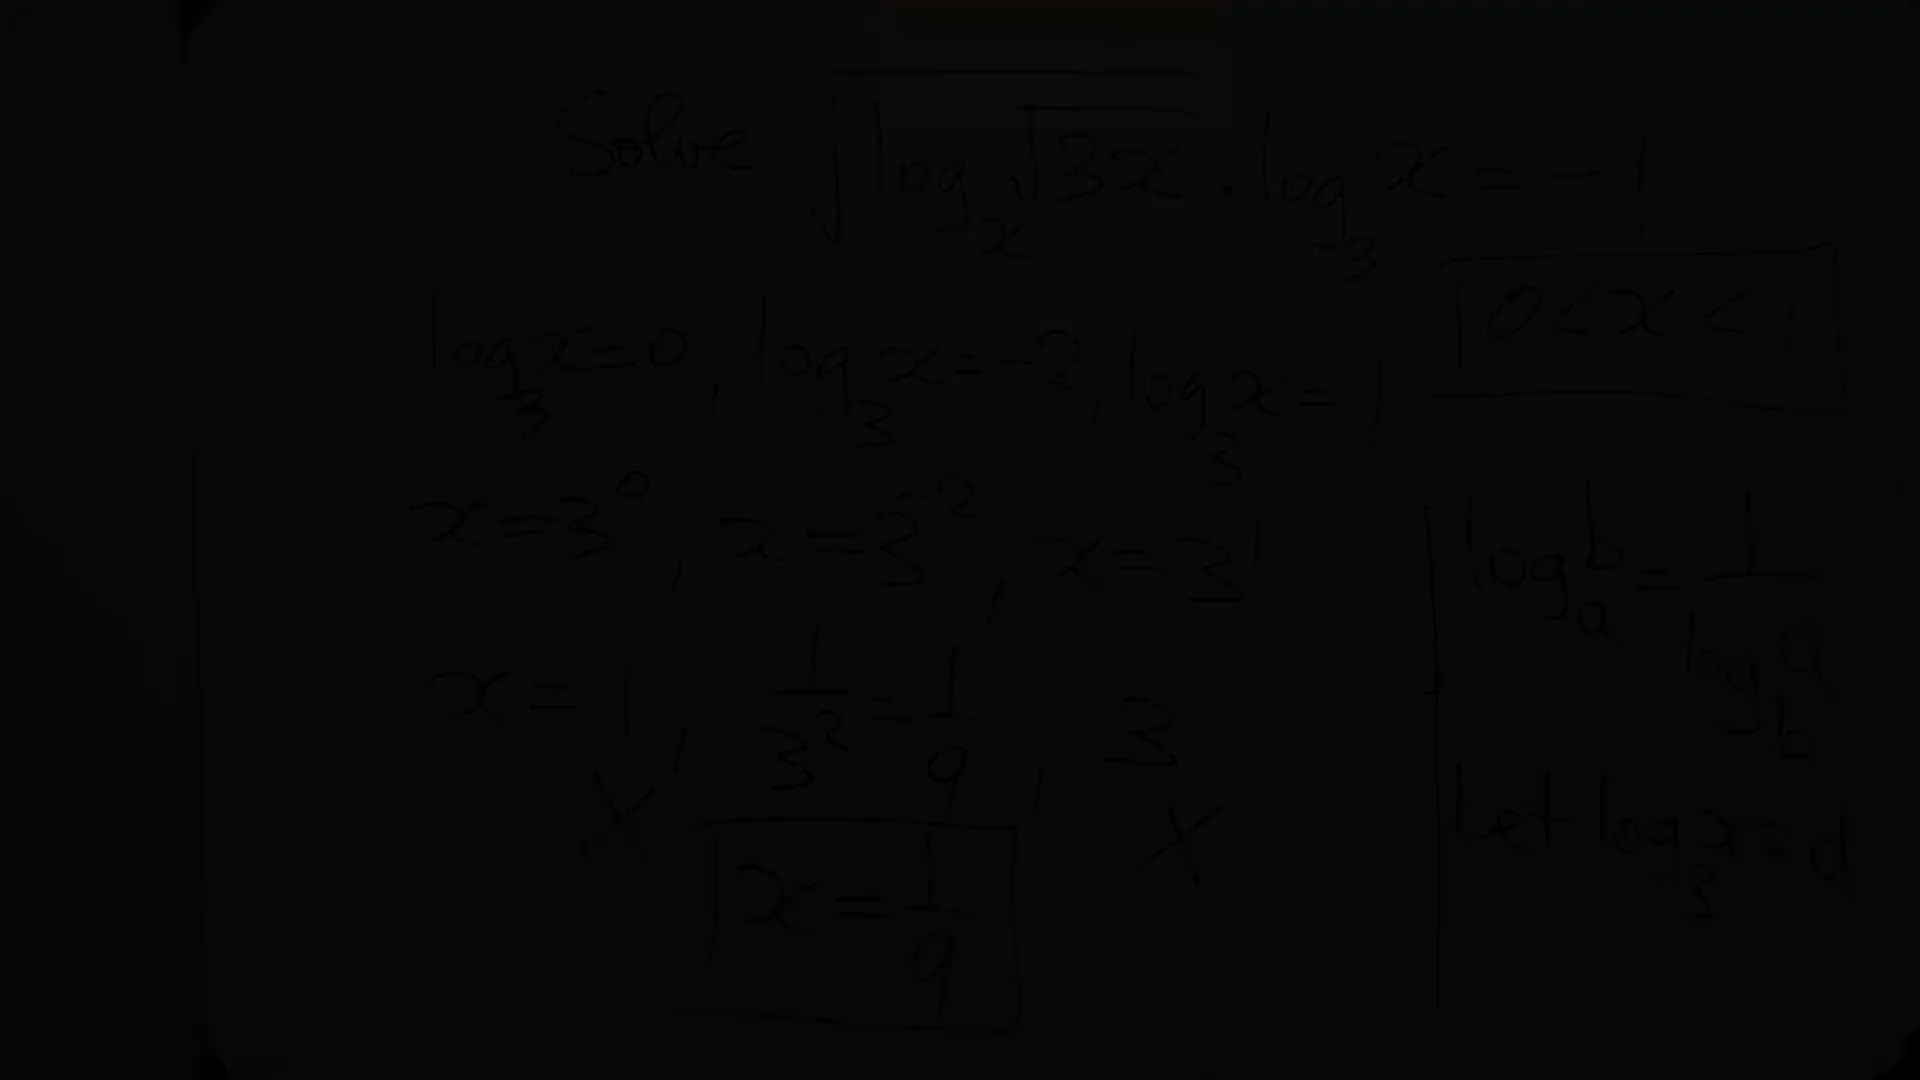 Solve √(log_x √(3x)) . log_3 x = -1
0 < x < 1
log_3 x = 0 , log_3 x = -2 , log_3 x = 1
x = 3^0 , x = 3^-2 , x = 3^1
x = 1 , 1/3^2 = 1/9 , 3
X X
x = 1/9
log_a b = 1/log_b a
Let log_3 x = y